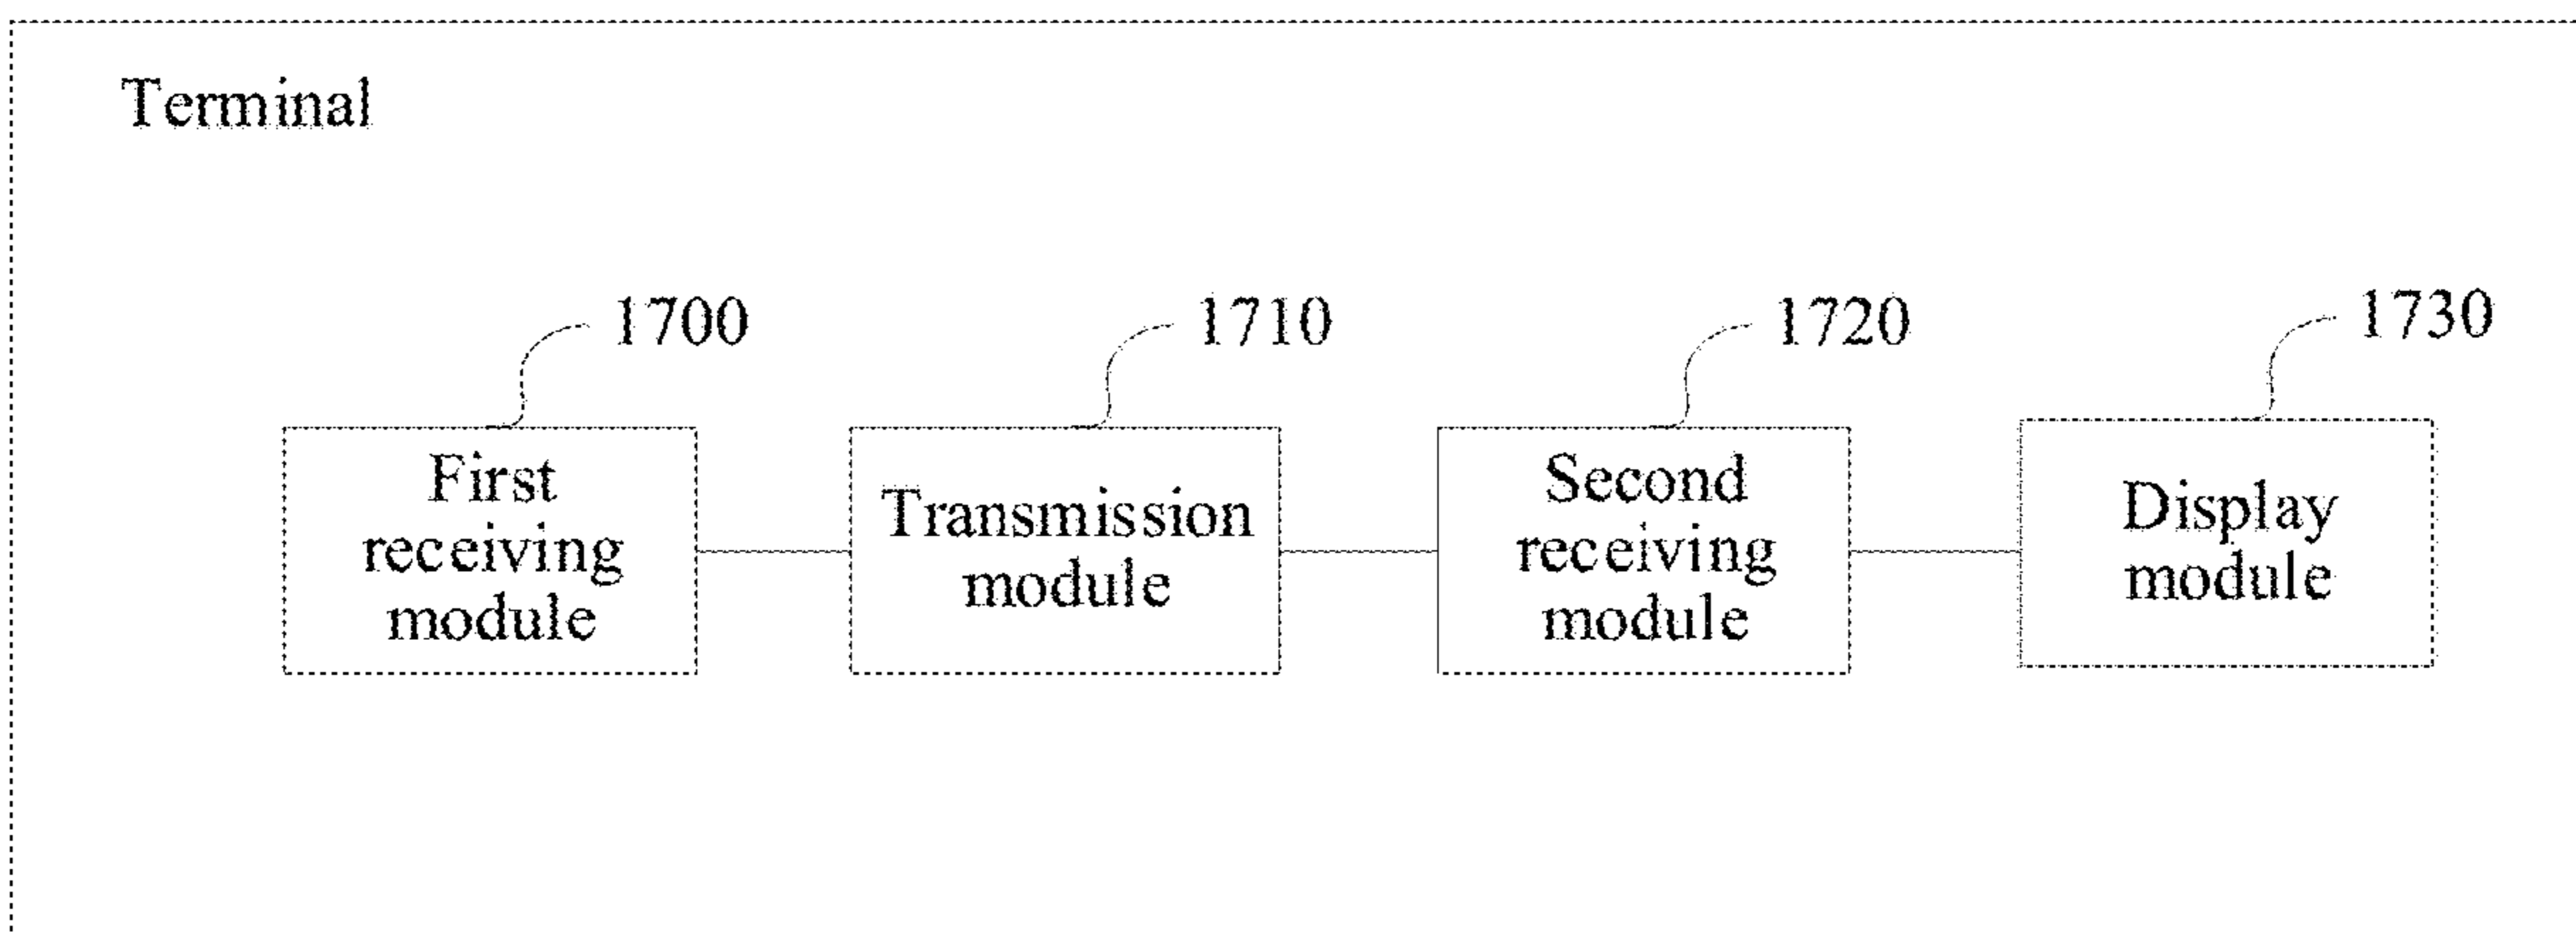 Terminal
1700
1710
1720
1730
First
receiving
module
Transmission
module
Second
receiving
module
Display
module